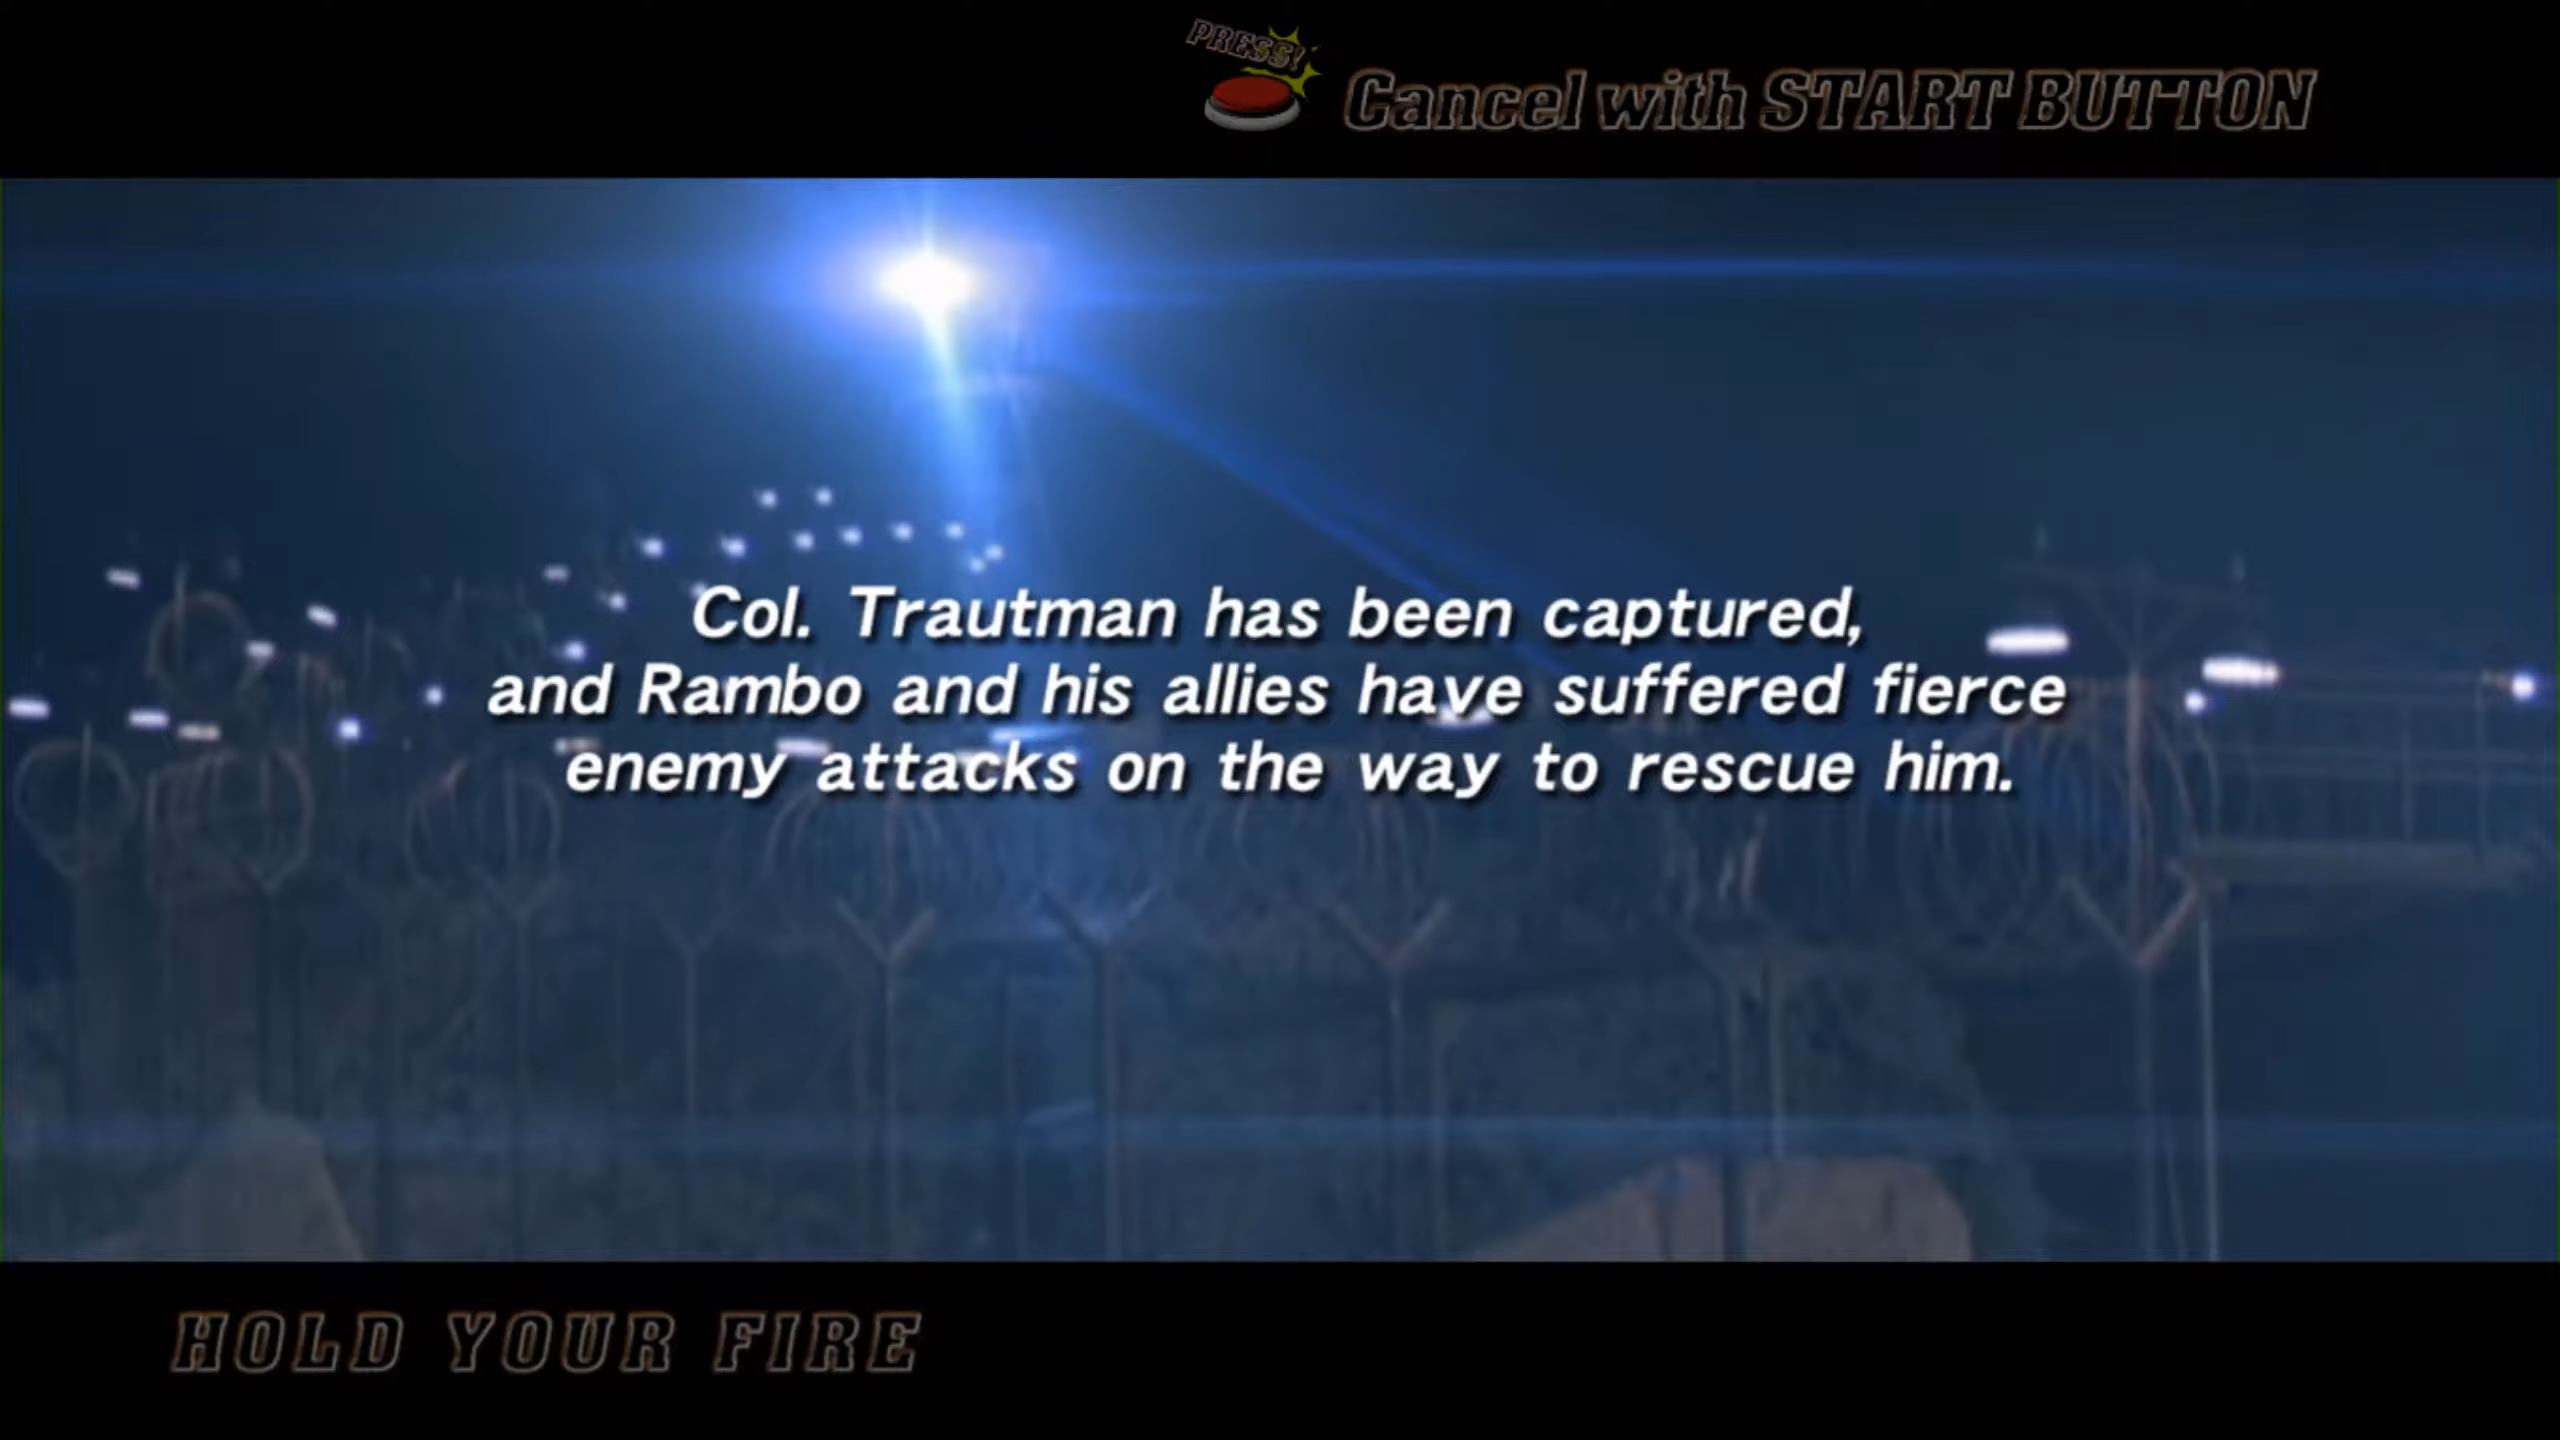 PRESS!
Cancel with START BUTTON
Col. Trautman has been captured,
and Rambo and his allies have suffered fierce
enemy attacks on the way to rescue him.
HOLD YOUR FIRE